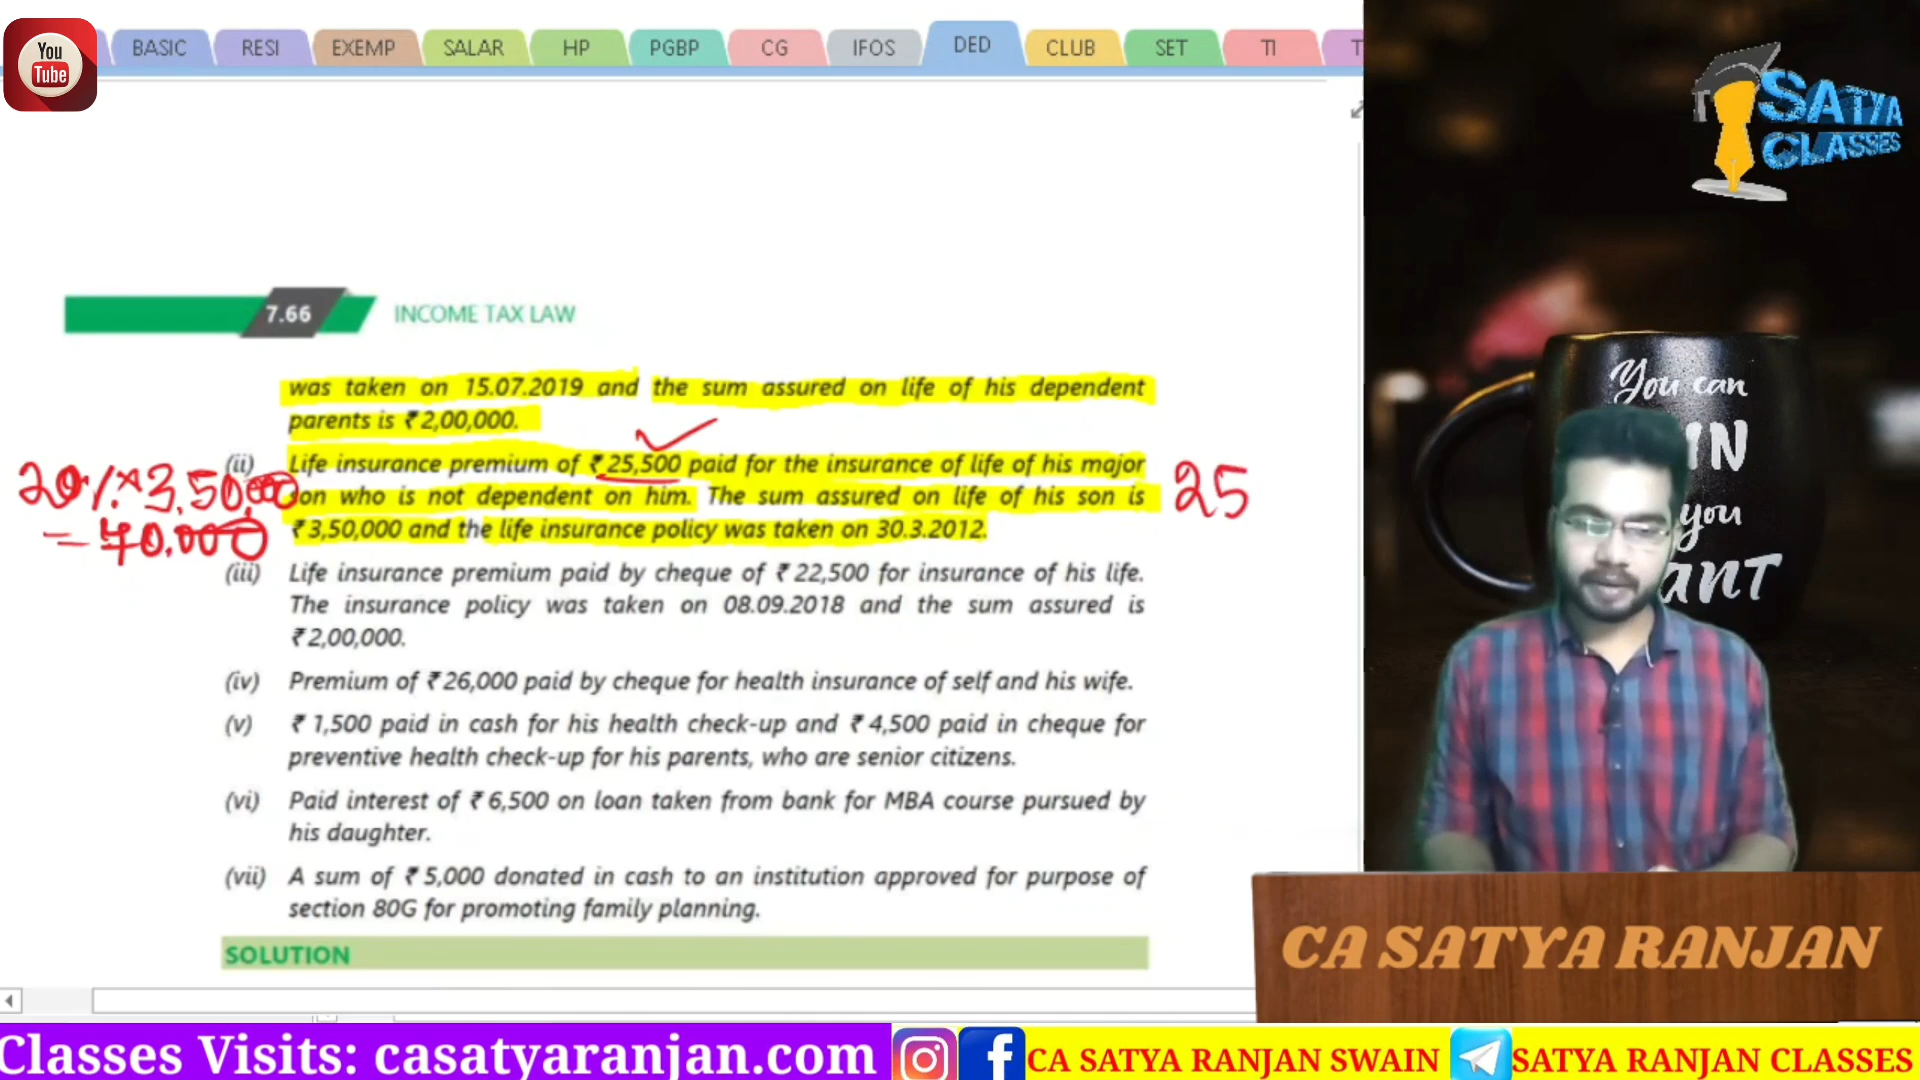 You
Tube
BASIC
RESI
EXEMP
SALAR
HP
PGBP
CG
IFOS
DED
CLUB
SET
TI
T
SATYA
CLASSES
7.66
INCOME TAX LAW
was taken on 15.07.2019 and the sum assured on life of his dependent
parents is ₹ 2,00,000.
(ii) Life insurance premium of ₹ 25,500 paid for the insurance of life of his major
son who is not dependent on him. The sum assured on life of his son is
₹ 3,50,000 and the life insurance policy was taken on 30.3.2012.
20%×3,50,000
= 70,000
25
(iii) Life insurance premium paid by cheque of ₹ 22,500 for insurance of his life.
The insurance policy was taken on 08.09.2018 and the sum assured is
₹ 2,00,000.
(iv) Premium of ₹ 26,000 paid by cheque for health insurance of self and his wife.
(v) ₹ 1,500 paid in cash for his health check-up and ₹ 4,500 paid in cheque for
preventive health check-up for his parents, who are senior citizens.
(vi) Paid interest of ₹ 6,500 on loan taken from bank for MBA course pursued by
his daughter.
(vii) A sum of ₹ 5,000 donated in cash to an institution approved for purpose of
section 80G for promoting family planning.
SOLUTION
You can
IN
you
ANT
CA SATYA RANJAN
Classes Visits: casatyaranjan.com
CA SATYA RANJAN SWAIN
SATYA RANJAN CLASSES